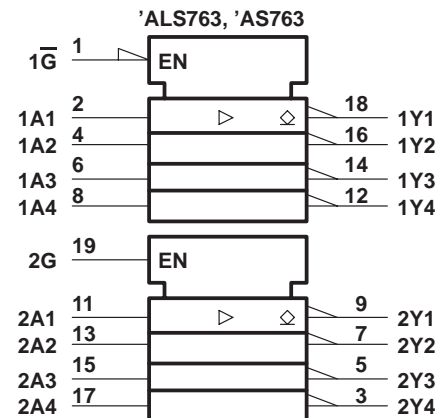 ’ALS763, ’AS763
1G̅ 1 EN
1A1 2 ▷ 18 1Y1
1A2 4 16 1Y2
1A3 6 14 1Y3
1A4 8 12 1Y4
2G 19 EN
2A1 11 ▷ 9 2Y1
2A2 13 7 2Y2
2A3 15 5 2Y3
2A4 17 3 2Y4